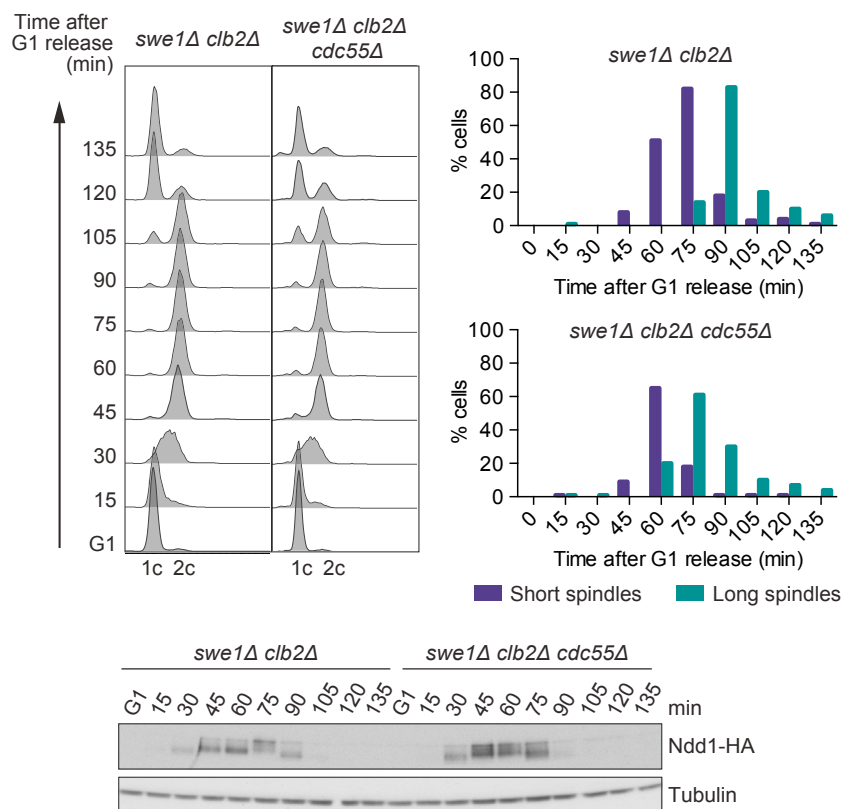 Time after
G1 release
(min)
swe1Δ clb2Δ
swe1Δ clb2Δ
cdc55Δ
135
120
105
90
75
60
45
30
15
G1
1c 2c
1c 2c
swe1Δ clb2Δ
% cells
100
80
60
40
20
0
0 15 30 45 60 75 90 105 120 135
Time after G1 release (min)
swe1Δ clb2Δ cdc55Δ
% cells
100
80
60
40
20
0
0 15 30 45 60 75 90 105 120 135
Time after G1 release (min)
Short spindles Long spindles
swe1Δ clb2Δ swe1Δ clb2Δ cdc55Δ
G1 15 30 45 60 75 90 105 120 135 G1 15 30 45 60 75 90 105 120 135 min
Ndd1-HA
Tubulin